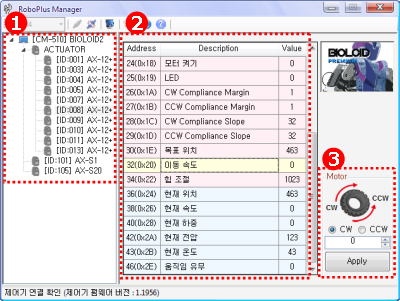 RoboPlus Manager
1
2
3
[CM-510] BIOLOID2
ACTUATOR
[ID:001] AX-12+
[ID:003] AX-12+
[ID:004] AX-12+
[ID:005] AX-12+
[ID:007] AX-12+
[ID:008] AX-12+
[ID:009] AX-12+
[ID:010] AX-12+
[ID:011] AX-12+
[ID:013] AX-12+
[ID:101] AX-S1
[ID:105] AX-S20
Address Description Value
24(0x18) 모터 켜기 0
25(0x19) LED 0
26(0x1A) CW Compliance Margin 1
27(0x1B) CCW Compliance Margin 1
28(0x1C) CW Compliance Slope 32
29(0x1D) CCW Compliance Slope 32
30(0x1E) 목표 위치 463
32(0x20) 이동 속도 0
34(0x22) 힘 조절 1023
36(0x24) 현재 위치 463
38(0x26) 현재 속도 0
40(0x28) 현재 하중 0
42(0x2A) 현재 전압 123
43(0x2B) 현재 온도 43
46(0x2E) 움직임 유무 0
BIOLOID
PREMIUM
Motor
CW CCW
CW CCW
0
Apply
제어기 연결 확인 (제어기 펌웨어 버전 : 1.1956)